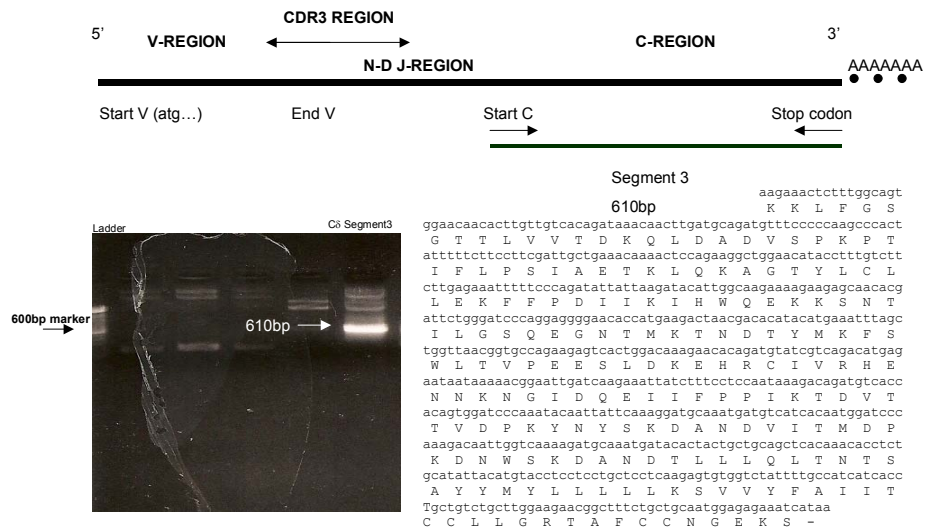 CDR3 REGION
5’ 3’
V-REGION C-REGION
N-D J-REGION
AAAAAAA
Start V (atg…) End V Start C Stop codon
Segment 3
610bp
Ladder Cδ Segment3
600bp marker
610bp
aagaaactctttggcagt
K K L F G S
ggaacaacacttgttgtcacagataaacaacttgatgcagatgtttcccccaagcccact
G T T L V V T D K Q L D A D V S P K P T
atttttcttccttcgattgctgaaacaaaactccagaaggctggaacatacctttgtctt
I F L P S I A E T K L Q K A G T Y L C L
cttgagaaatttttcccagatattattaagatacattggcaagaaaagaagagcaacacg
L E K F F P D I I K I H W Q E K K S N T
attctgggatcccaggaggggaacaccatgaagactaacgacacatacatgaaatttagc
I L G S Q E G N T M K T N D T Y M K F S
tggttaacggtgccagaagagtcactggacaaagaacacagatgtatcgtcagacatgag
W L T V P E E S L D K E H R C I V R H E
aataataaaaacggaattgatcaagaaattatctttcctccaataaagacagatgtcacc
N N K N G I D Q E I I F P P I K T D V T
acagtggatcccaaatacaattattcaaaggatgcaaatgatgtcatcacaatggatccc
T V D P K Y N Y S K D A N D V I T M D P
aaagacaattggtcaaaagatgcaaatgatacactactgctgcagctcacaaacacctct
K D N W S K D A N D T L L L Q L T N T S
gcatattacatgtacctcctcctgctcctcaagagtgtggtctattttgccatcatcacc
A Y Y M Y L L L L L K S V V Y F A I I T
Tgctgtctgcttggaagaacggctttctgctgcaatggagagaaatcataa
C C L L G R T A F C C N G E K S -